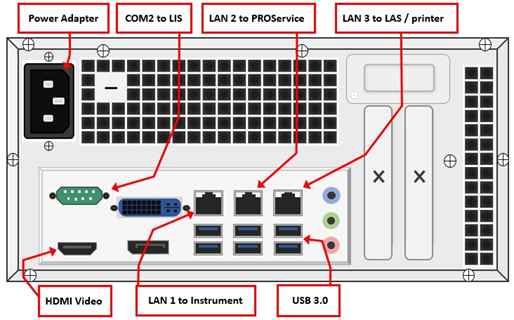 Power Adapter
COM2 to LIS
LAN 2 to PROService
LAN 3 to LAS / printer
HDMI Video
LAN 1 to Instrument
USB 3.0